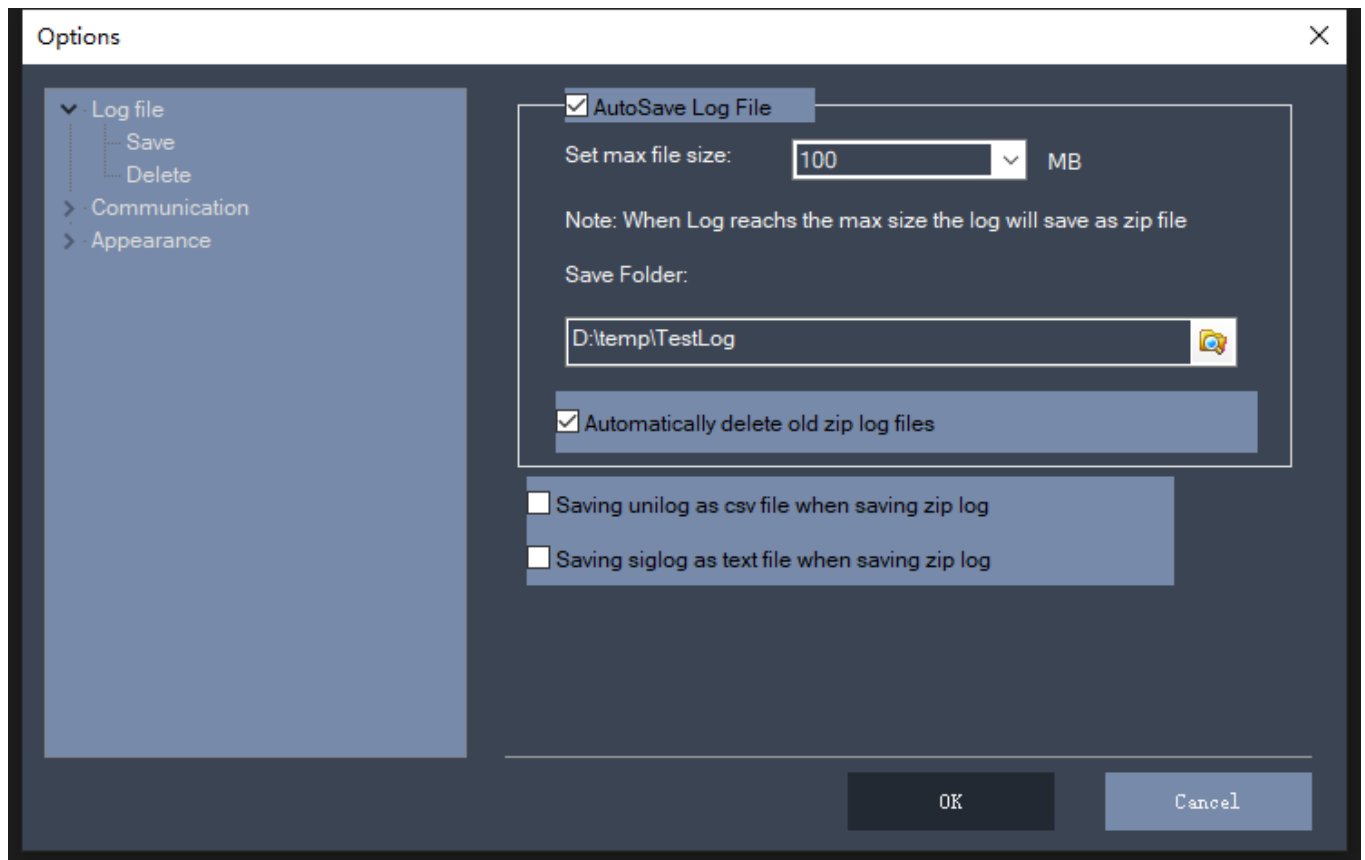 Options
Log file
Save
Delete
Communication
Appearance
AutoSave Log File
Set max file size:
100
MB
Note: When Log reachs the max size the log will save as zip file
Save Folder:
D:\temp\TestLog
Automatically delete old zip log files
Saving unilog as csv file when saving zip log
Saving siglog as text file when saving zip log
OK
Cancel